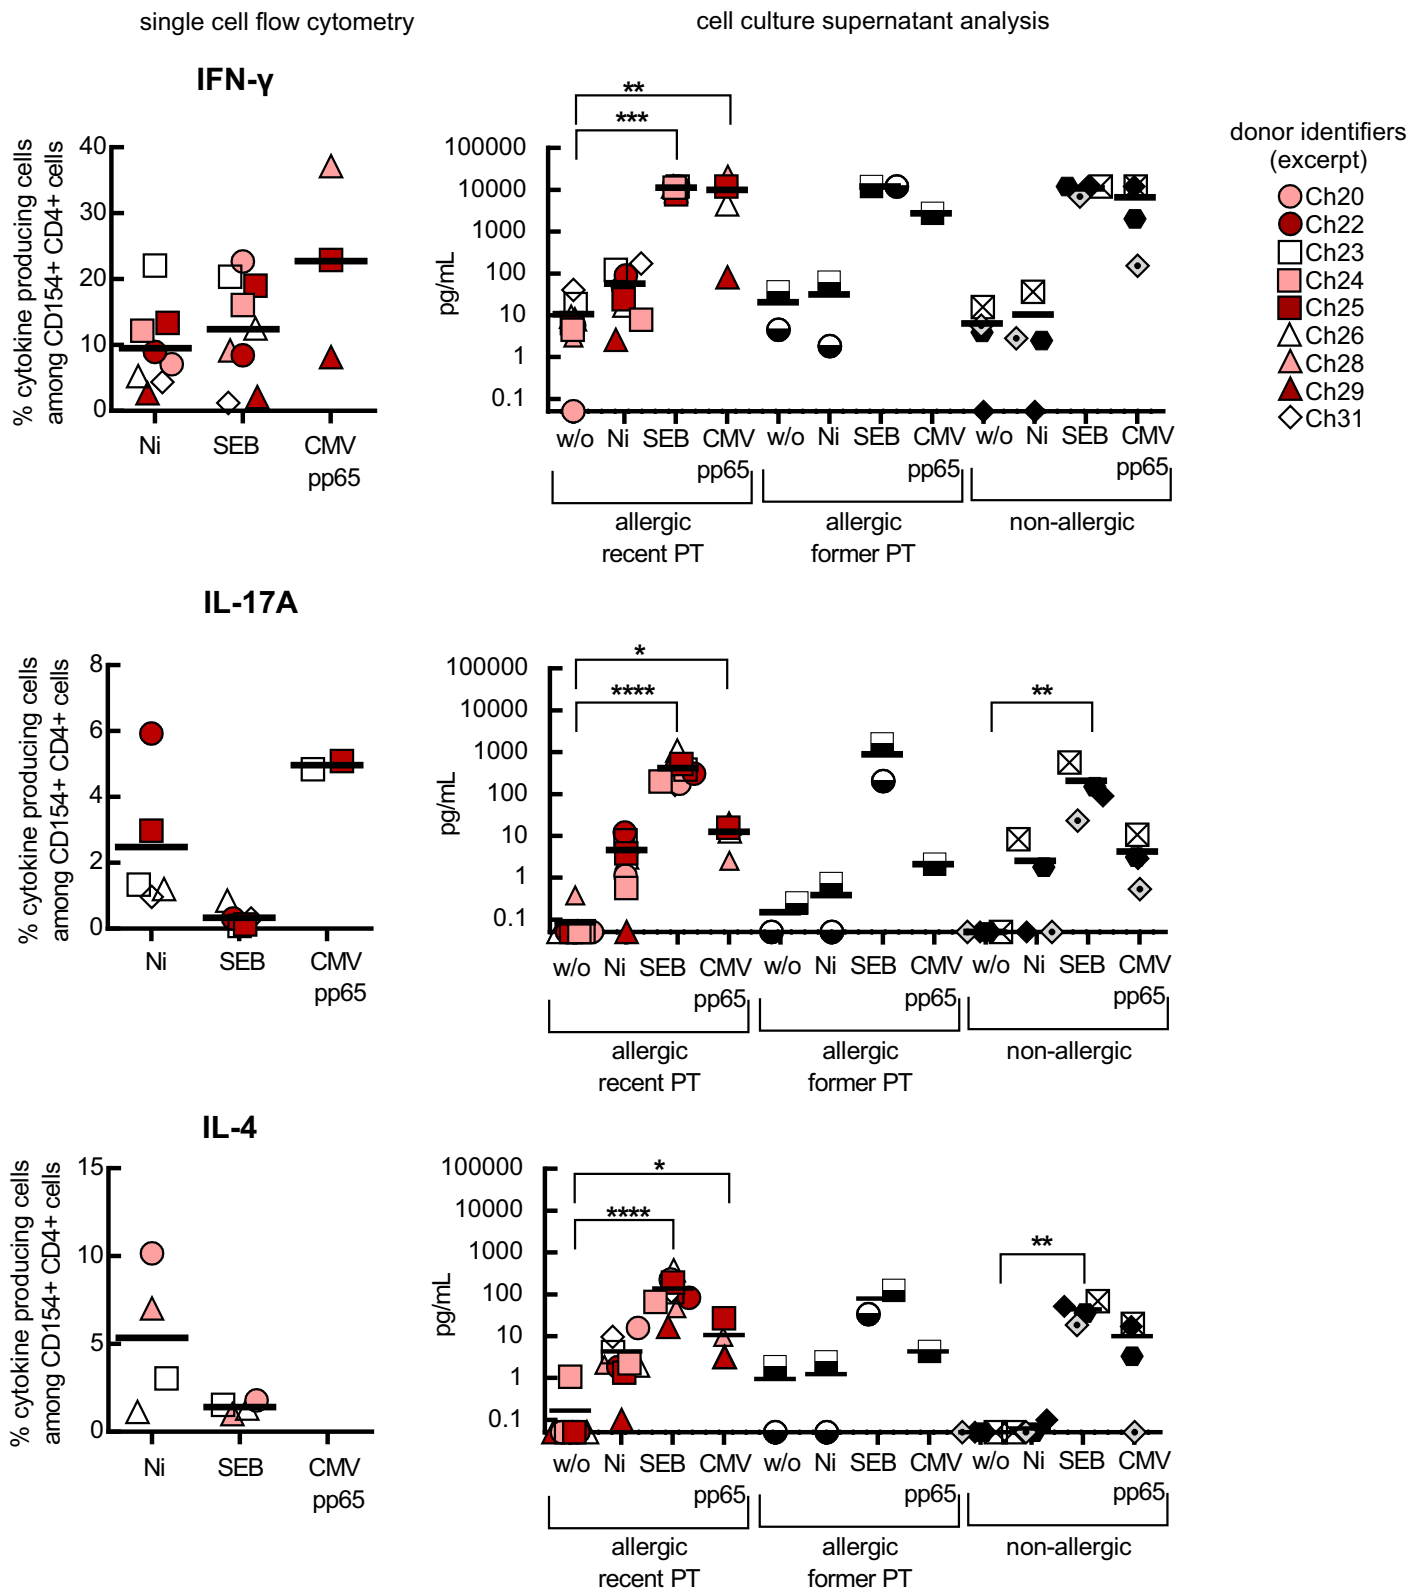 single cell flow cytometry
cell culture supernatant analysis
IFN-γ
% cytokine producing cells
among CD154+ CD4+ cells
40
30
20
10
0
Ni
SEB
CMV
pp65
pg/mL
100000
10000
1000
100
10
1
0.1
**
***
w/o
Ni
SEB
CMV
pp65
w/o
Ni
SEB
CMV
pp65
w/o
Ni
SEB
CMV
pp65
allergic
recent PT
allergic
former PT
non-allergic
donor identifiers
(excerpt)
Ch20
Ch22
Ch23
Ch24
Ch25
Ch26
Ch28
Ch29
Ch31
IL-17A
% cytokine producing cells
among CD154+ CD4+ cells
8
6
4
2
0
Ni
SEB
CMV
pp65
pg/mL
100000
10000
1000
100
10
1
0.1
*
****
**
w/o
Ni
SEB
CMV
pp65
w/o
Ni
SEB
CMV
pp65
w/o
Ni
SEB
CMV
pp65
allergic
recent PT
allergic
former PT
non-allergic
IL-4
% cytokine producing cells
among CD154+ CD4+ cells
15
10
5
0
Ni
SEB
CMV
pp65
pg/mL
100000
10000
1000
100
10
1
0.1
*
****
**
w/o
Ni
SEB
CMV
pp65
w/o
Ni
SEB
CMV
pp65
w/o
Ni
SEB
CMV
pp65
allergic
recent PT
allergic
former PT
non-allergic